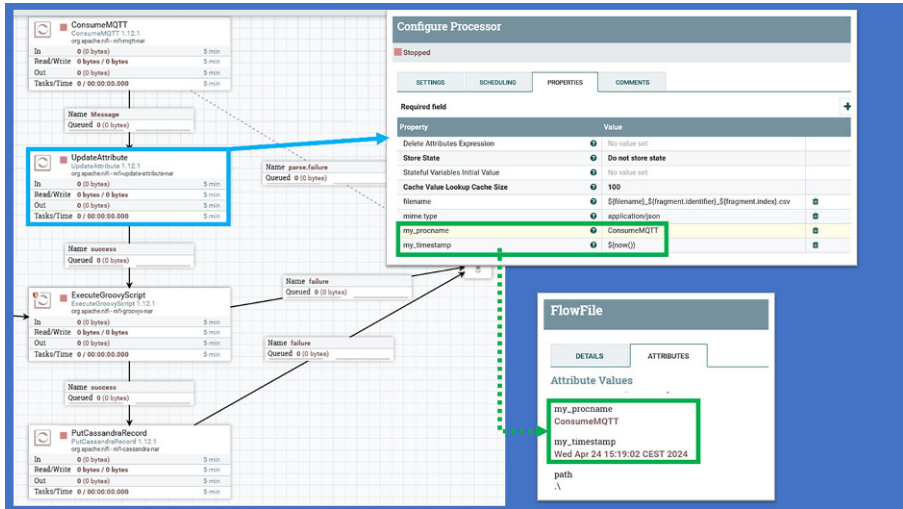 ConsumeMQTT
ConsumeMQTT 1.12.1
org.apache.nifi - nifi-mqtt-nar
In 0 (0 bytes) 5 min
Read/Write 0 bytes / 0 bytes 5 min
Out 0 (0 bytes) 5 min
Tasks/Time 0 / 00:00:00.000 5 min
Name Message
Queued 0 (0 bytes)
UpdateAttribute
UpdateAttribute 1.12.1
org.apache.nifi - nifi-update-attribute-nar
In 0 (0 bytes) 5 min
Read/Write 0 bytes / 0 bytes 5 min
Out 0 (0 bytes) 5 min
Tasks/Time 0 / 00:00:00.000 5 min
Name parse.failure
Queued 0 (0 bytes)
Name success
Queued 0 (0 bytes)
Name failure
Queued 0 (0 bytes)
ExecuteGroovyScript
ExecuteGroovyScript 1.12.1
org.apache.nifi - nifi-groovyx-nar
In 0 (0 bytes) 5 min
Read/Write 0 bytes / 0 bytes 5 min
Out 0 (0 bytes) 5 min
Tasks/Time 0 / 00:00:00.000 5 min
Name failure
Queued 0 (0 bytes)
Name success
Queued 0 (0 bytes)
PutCassandraRecord
PutCassandraRecord 1.12.1
org.apache.nifi - nifi-cassandra-nar
In 0 (0 bytes) 5 min
Read/Write 0 bytes / 0 bytes 5 min
Out 0 (0 bytes) 5 min
Tasks/Time 0 / 00:00:00.000 5 min
Configure Processor
Stopped
SETTINGS SCHEDULING PROPERTIES COMMENTS
Required field
Property Value
Delete Attributes Expression No value set
Store State Do not store state
Stateful Variables Initial Value No value set
Cache Value Lookup Cache Size 100
filename ${filename}_${fragment.identifier}_${fragment.index}.csv
mime.type application/json
my_procname ConsumeMQTT
my_timestamp ${now()}
FlowFile
DETAILS ATTRIBUTES
Attribute Values
my_procname
ConsumeMQTT
my_timestamp
Wed Apr 24 15:19:02 CEST 2024
path
.\